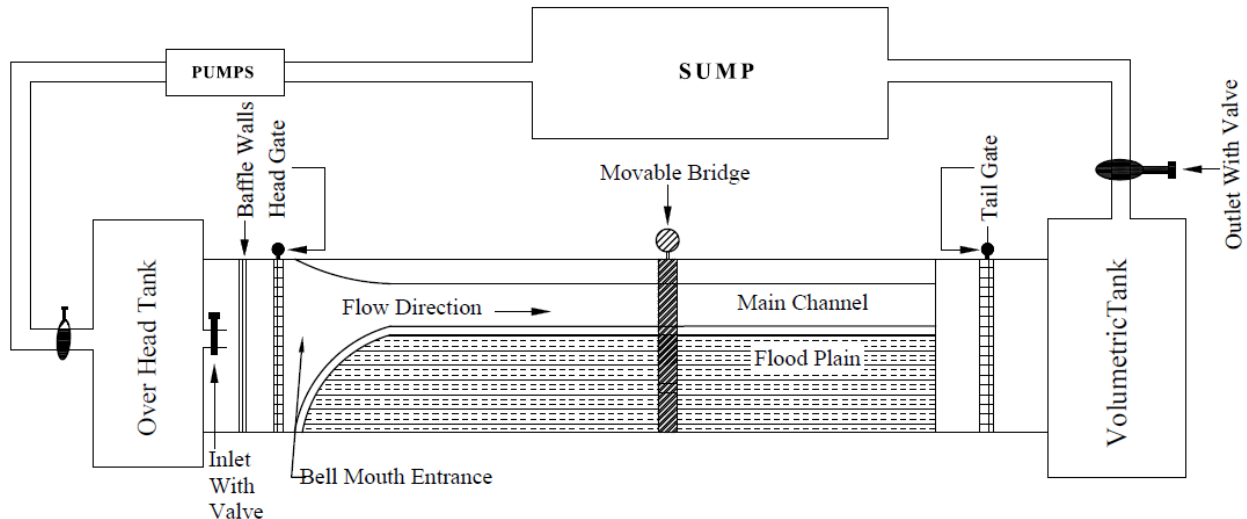 PUMPS
SUMP
Baffle Walls
Head Gate
Movable Bridge
Tail Gate
Outlet With Valve
Over Head Tank
Flow Direction
Main Channel
Flood Plain
VolumetricTank
Inlet
With
Valve
Bell Mouth Entrance